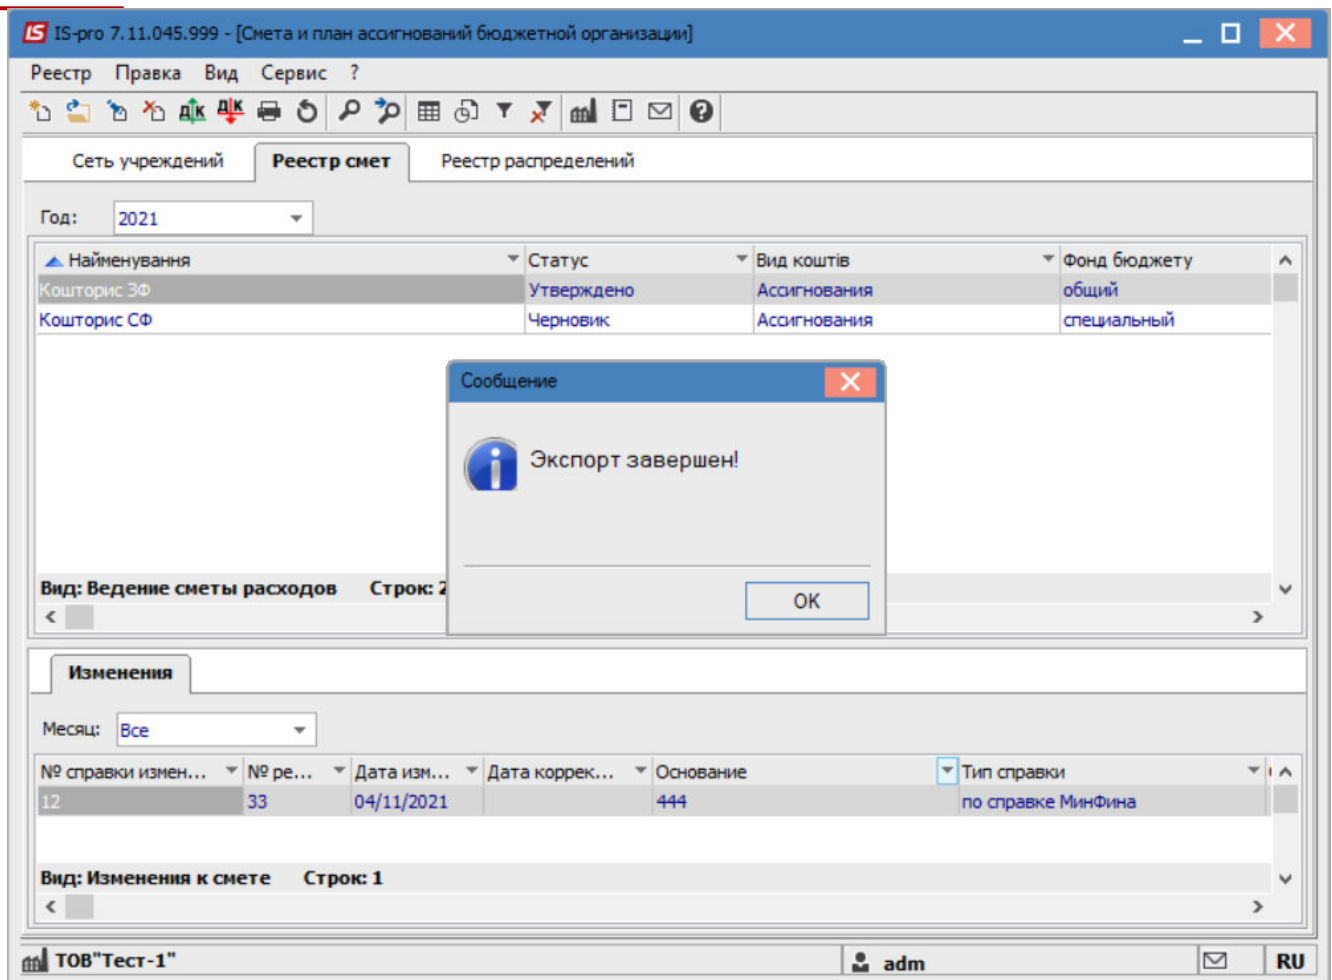 IS IS-pro 7.11.045.999 - [Смета и план ассигнований бюджетной организации]
Реестр Правка Вид Сервис ?
Сеть учреждений Реестр смет Реестр распределений
Год: 2021
Найменування Статус Вид коштів Фонд бюджету
Кошторис ЗФ Утверждено Ассигнования общий
Кошторис СФ Черновик Ассигнования специальный
Сообщение
Экспорт завершен!
OK
Вид: Ведение сметы расходов Строк: 2
Изменения
Месяц: Все
№ справки измен... № ре... Дата изм... Дата коррек... Основание Тип справки
12 33 04/11/2021 444 по справке МинФина
Вид: Изменения к смете Строк: 1
ТОВ"Тест-1" adm RU